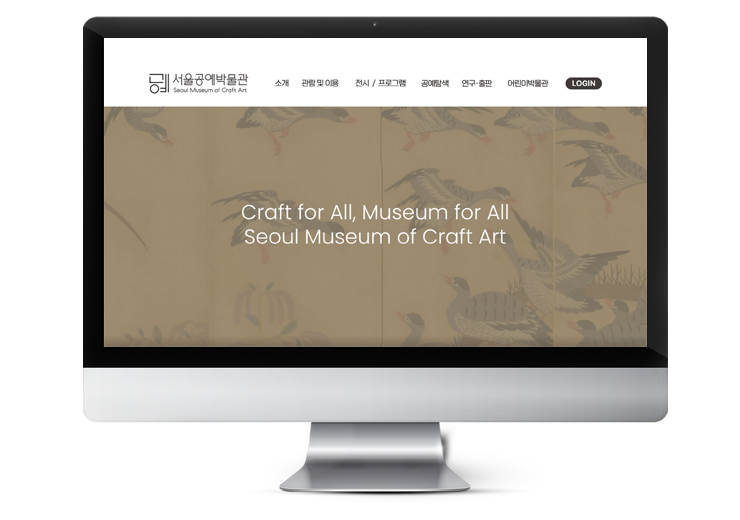 공예 서울공예박물관
Seoul Museum of Craft Art
소개 관람 및 이용 전시 / 프로그램 공예탐색 연구·출판 어린이박물관 LOGIN
Craft for All, Museum for All
Seoul Museum of Craft Art